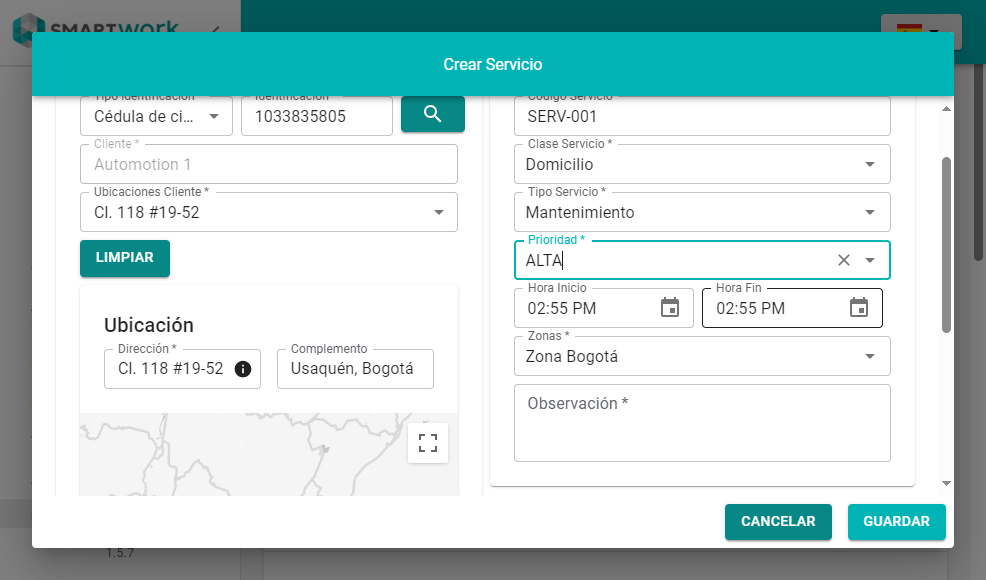 SMARTWORK
Crear Servicio
Tipo Identificación
Cédula de ci...
Identificación
1033835805
Cliente *
Automotion 1
Ubicaciones Cliente *
Cl. 118 #19-52
LIMPIAR
Ubicación
Dirección *
Cl. 118 #19-52
Complemento
Usaquén, Bogotá
Código Servicio
SERV-001
Clase Servicio *
Domicilio
Tipo Servicio *
Mantenimiento
Prioridad *
ALTA
Hora Inicio
02:55 PM
Hora Fin
02:55 PM
Zonas *
Zona Bogotá
Observación *
CANCELAR
GUARDAR
1.5.7